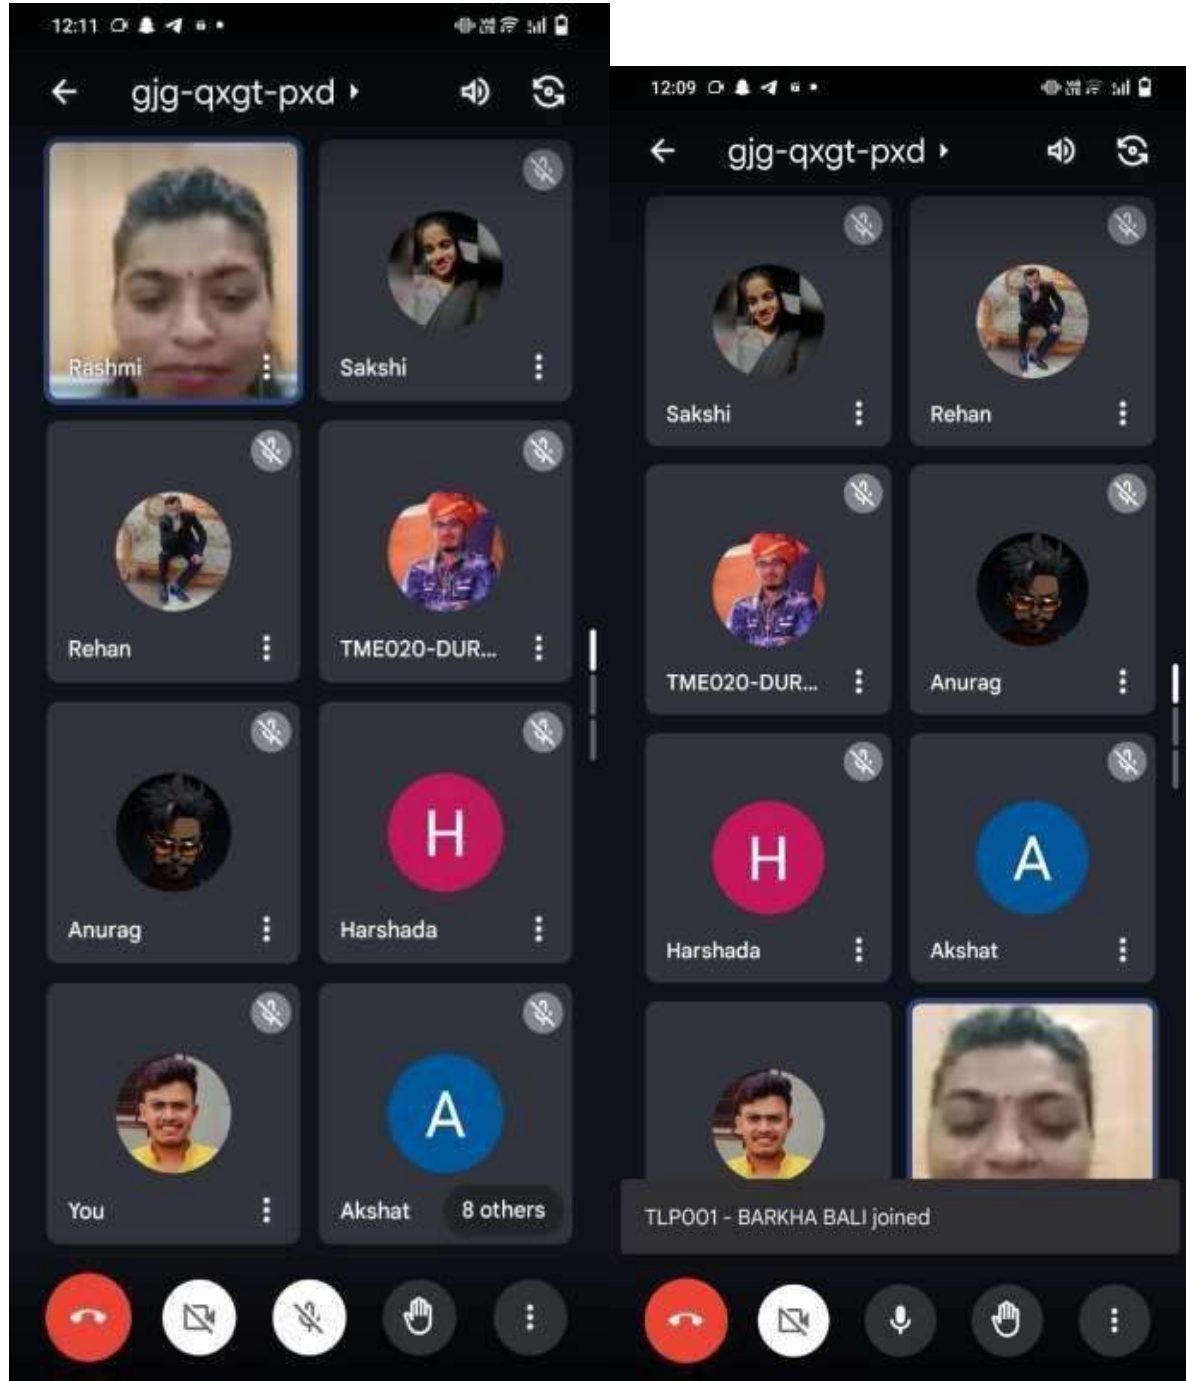 12:11
gjg-qxgt-pxd
Rashmi
Sakshi
Rehan
TME020-DUR...
Anurag
H
Harshada
You
A
Akshat
8 others
12:09
gjg-qxgt-pxd
Sakshi
Rehan
TME020-DUR...
Anurag
H
Harshada
A
Akshat
TLP001 - BARKHA BALI joined